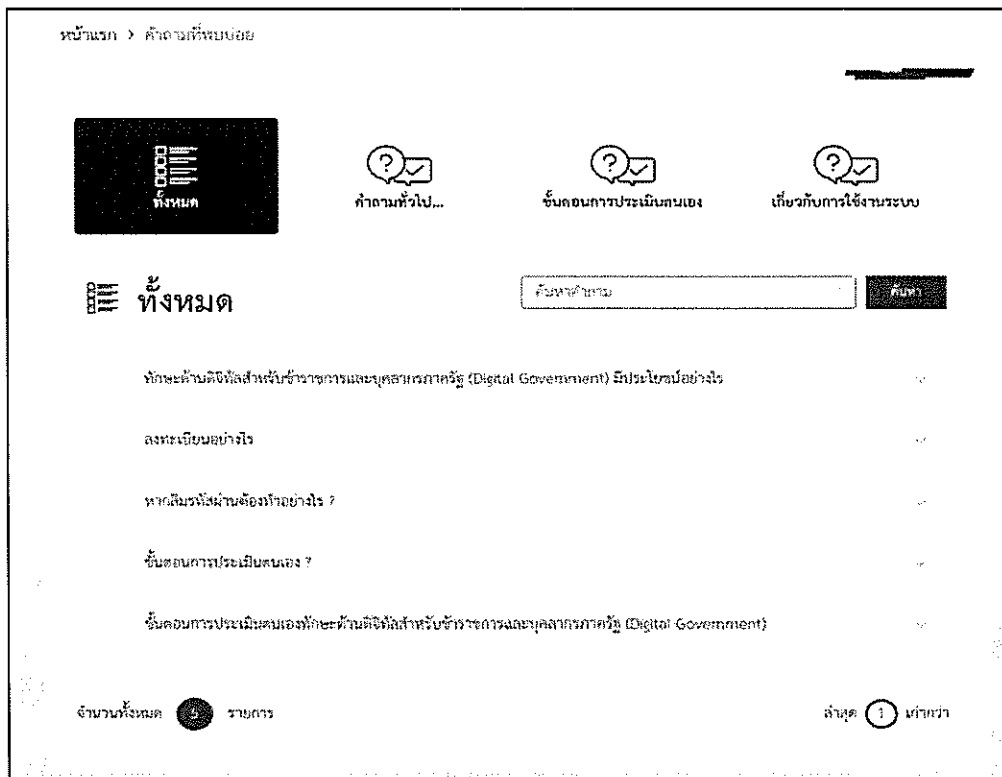 หน้าแรก > คำถามที่พบบ่อย
ทั้งหมด
คำถามทั่วไป...
ขั้นตอนการประเมินตนเอง
เกี่ยวกับการใช้งานระบบ
ทั้งหมด
ค้นหาคำถาม
ค้นหา
ทักษะด้านดิจิทัลสำหรับข้าราชการและบุคลากรภาครัฐ (Digital Government) มีประโยชน์อย่างไร
ลงทะเบียนอย่างไร
หากลืมรหัสผ่านต้องทำอย่างไร ?
ขั้นตอนการประเมินตนเอง ?
ขั้นตอนการประเมินตนเองทักษะด้านดิจิทัลสำหรับข้าราชการและบุคลากรภาครัฐ (Digital Government)
จำนวนทั้งหมด 5 รายการ
ล่าสุด 1 เก่ากว่า